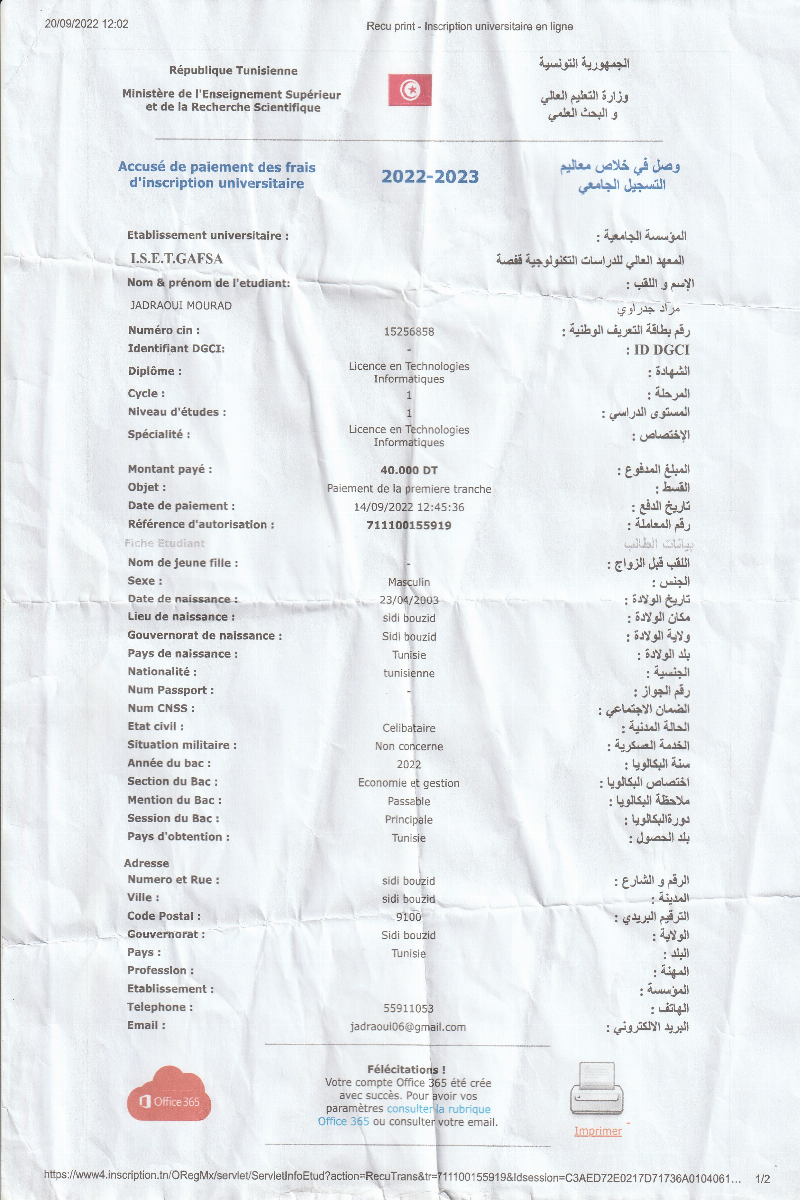 20/09/2022 12:02
Recu print - Inscription universitaire en ligne
République Tunisienne
الجمهورية التونسية
Ministère de l'Enseignement Supérieur
et de la Recherche Scientifique
وزارة التعليم العالي
و البحث العلمي
Accusé de paiement des frais
d'inscription universitaire
2022-2023
وصل في خلاص معاليم
التسجيل الجامعي
Etablissement universitaire : المؤسسة الجامعية :
I.S.E.T.GAFSA المعهد العالي للدراسات التكنولوجية قفصة
Nom & prénom de l'etudiant: الإسم و اللقب :
JADRAOUI MOURAD مراد جدراوي
Numéro cin : 15256858 رقم بطاقة التعريف الوطنية :
Identifiant DGCI: - ID DGCI :
Diplôme : Licence en Technologies Informatiques الشهادة :
Cycle : 1 المرحلة :
Niveau d'études : 1 المستوى الدراسي :
Spécialité : Licence en Technologies Informatiques الإختصاص :
Montant payé : 40.000 DT المبلغ المدفوع :
Objet : Paiement de la premiere tranche القسط :
Date de paiement : 14/09/2022 12:45:36 تاريخ الدفع :
Référence d'autorisation : 711100155919 رقم المعاملة :
Fiche Etudiant بيانات الطالب
Nom de jeune fille : - اللقب قبل الزواج :
Sexe : Masculin الجنس :
Date de naissance : 23/04/2003 تاريخ الولادة :
Lieu de naissance : sidi bouzid مكان الولادة :
Gouvernorat de naissance : Sidi bouzid ولاية الولادة :
Pays de naissance : Tunisie بلد الولادة :
Nationalité : tunisienne الجنسية :
Num Passport : - رقم الجواز :
Num CNSS : الضمان الاجتماعي :
Etat civil : Celibataire الحالة المدنية :
Situation militaire : Non concerne الخدمة العسكرية :
Année du bac : 2022 سنة البكالويا :
Section du Bac : Economie et gestion اختصاص البكالويا :
Mention du Bac : Passable ملاحظة البكالويا :
Session du Bac : Principale دورةالبكالويا :
Pays d'obtention : Tunisie بلد الحصول :
Adresse
Numero et Rue : sidi bouzid الرقم و الشارع :
Ville : sidi bouzid المدينة :
Code Postal : 9100 الترقيم البريدي :
Gouvernorat : Sidi bouzid الولاية :
Pays : Tunisie البلد :
Profession : المهنة :
Etablissement : المؤسسة :
Telephone : 55911053 الهاتف :
Email : jadraoui06@gmail.com البريد الالكتروني :
Office 365
Félécitations !
Votre compte Office 365 été crée
avec succès. Pour avoir vos
paramètres consulter la rubrique
Office 365 ou consulter votre email.
Imprimer
https://www4.inscription.tn/ORegMx/servlet/ServletInfoEtud?action=RecuTrans&tr=711100155919&Idsession=C3AED72E0217D71736A0104061... 1/2